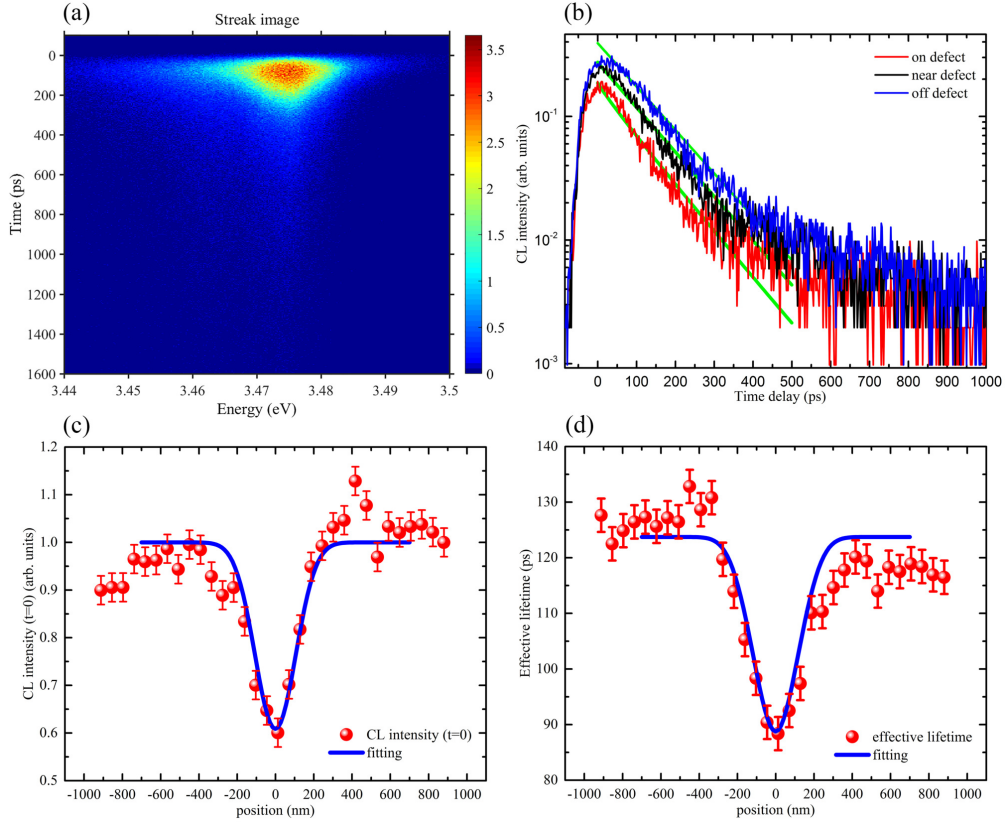 (a)
Streak image
0
200
400
600
800
1000
1200
1400
1600
Time (ps)
3.44 3.45 3.46 3.47 3.48 3.49 3.5
Energy (eV)
3.5
3
2.5
2
1.5
1
0.5
0
(b)
on defect
near defect
off defect
10⁻¹
10⁻²
10⁻³
CL intensity (arb. units)
0 100 200 300 400 500 600 700 800 900 1000
Time delay (ps)
(c)
1.2
1.1
1.0
0.9
0.8
0.7
0.6
0.5
CL intensity (t=0) (arb. units)
CL intensity (t=0)
fitting
-1000 -800 -600 -400 -200 0 200 400 600 800 1000
position (nm)
(d)
140
130
120
110
100
90
80
Effective lifetime (ps)
effective lifetime
fitting
-1000 -800 -600 -400 -200 0 200 400 600 800 1000
position (nm)